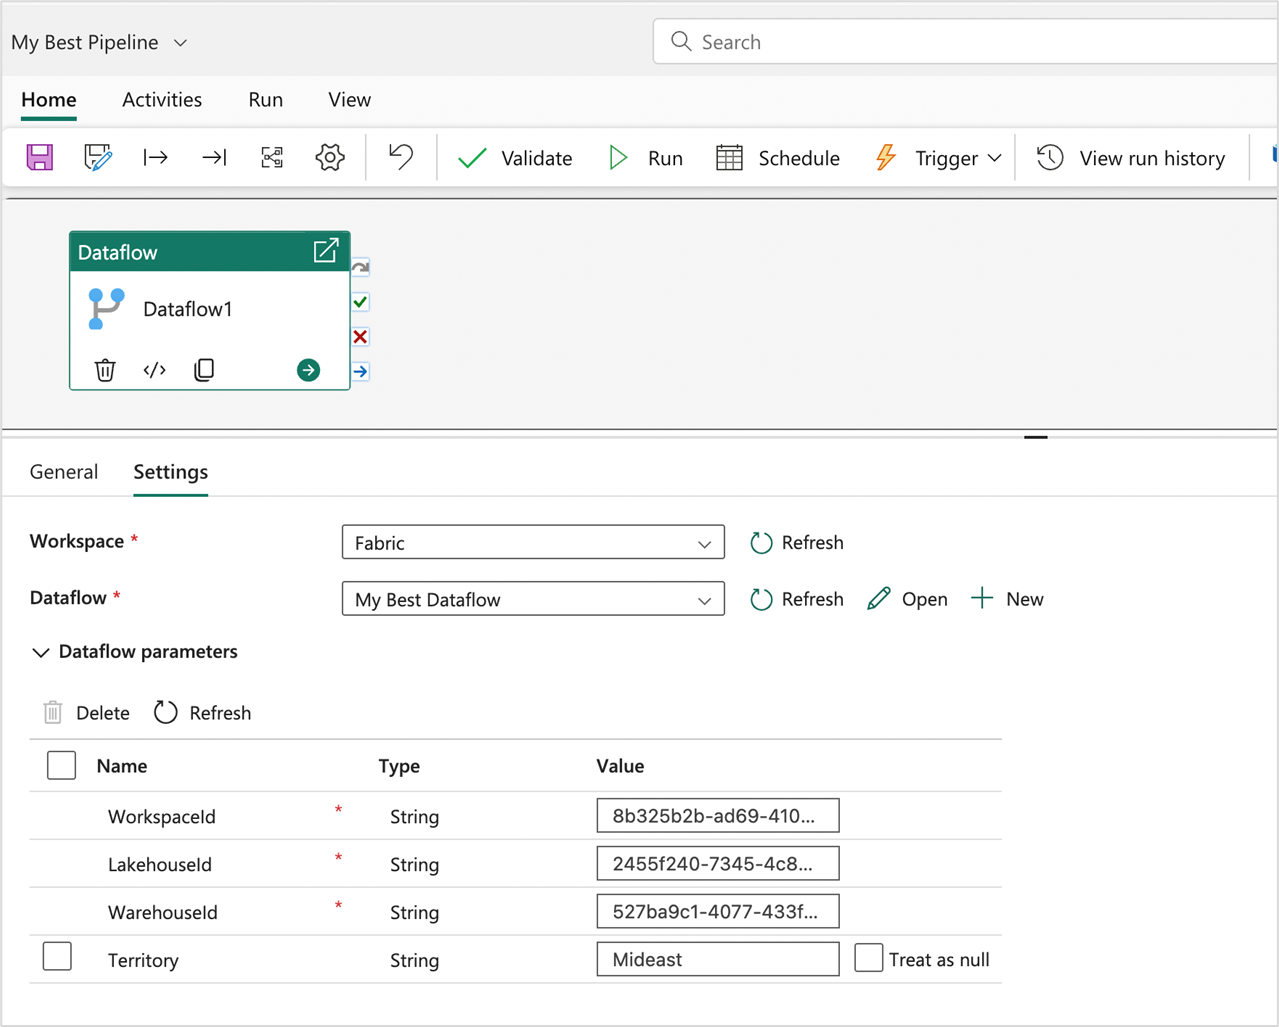 My Best Pipeline
Search
Home Activities Run View
Validate Run Schedule Trigger View run history
Dataflow
Dataflow1
General Settings
Workspace * Fabric Refresh
Dataflow * My Best Dataflow Refresh Open New
Dataflow parameters
Delete Refresh
Name Type Value
WorkspaceId * String 8b325b2b-ad69-410...
LakehouseId * String 2455f240-7345-4c8...
WarehouseId * String 527ba9c1-4077-433f...
Territory String Mideast Treat as null